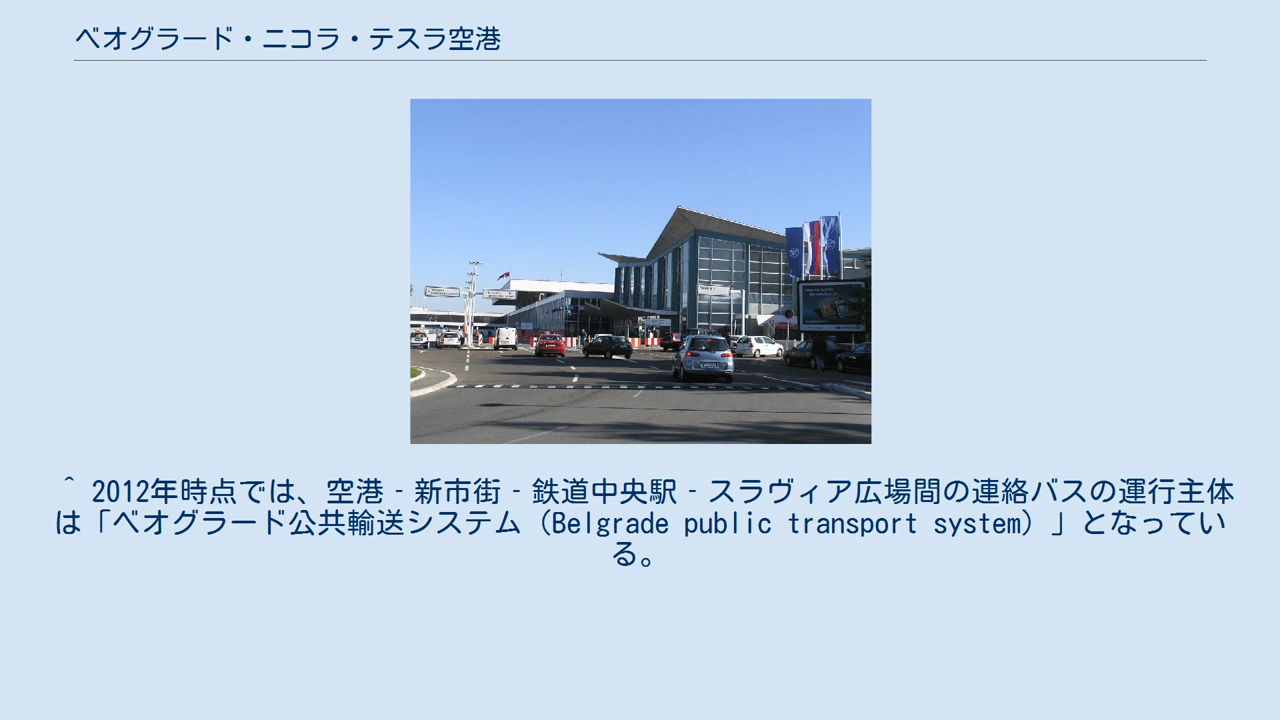 ベオグラード・ニコラ・テスラ空港
^ 2012年時点では、空港 - 新市街 - 鉄道中央駅 - スラヴィア広場間の連絡バスの運行主体
は「ベオグラード公共輸送システム（Belgrade public transport system）」となってい
る。